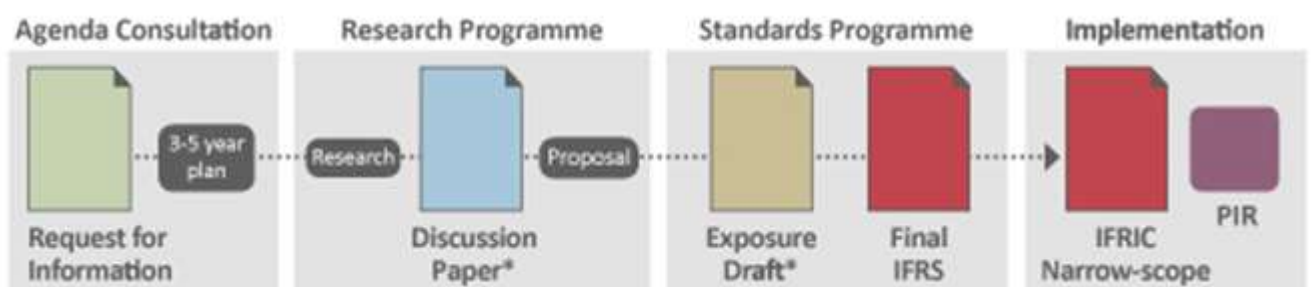 Agenda Consultation
Research Programme
Standards Programme
Implementation
3-5 year
plan
Research
Proposal
Request for
Information
Discussion
Paper*
Exposure
Draft*
Final
IFRS
IFRIC
Narrow-scope
PIR